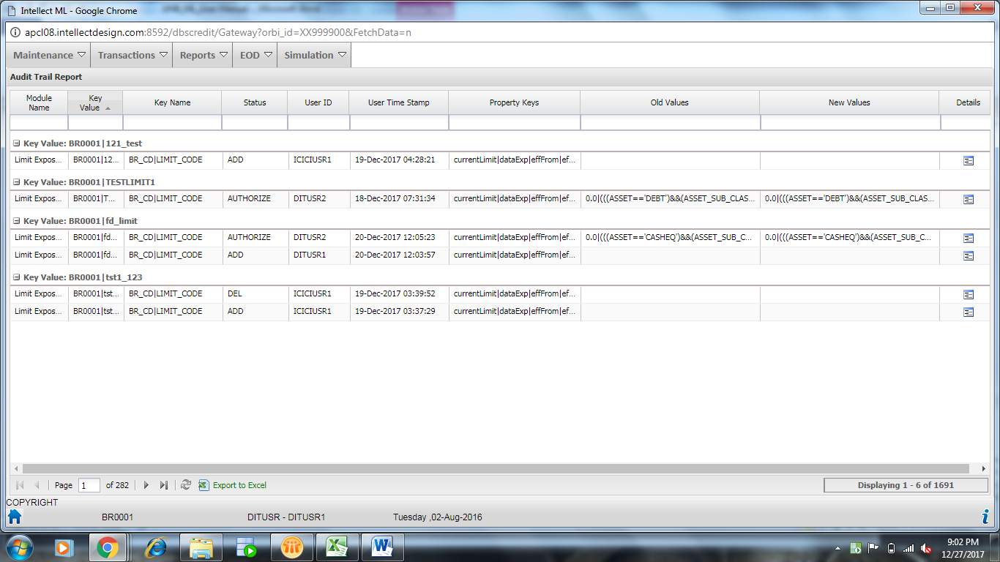 Intellect ML - Google Chrome
apcl08.intellectdesign.com:8592/dbscredit/Gateway?orbi_id=XX999900&FetchData=n
Maintenance Transactions Reports EOD Simulation
Audit Trail Report
Module Name Key Value Key Name Status User ID User Time Stamp Property Keys Old Values New Values Details
Key Value: BR0001|121_test
Limit Expos... BR0001|12... BR_CD|LIMIT_CODE ADD ICICIUSR1 19-Dec-2017 04:28:21 currentLimit|dataExp|effFrom|ef...
Key Value: BR0001|TESTLIMIT1
Limit Expos... BR0001|T... BR_CD|LIMIT_CODE AUTHORIZE DITUSR2 18-Dec-2017 07:31:34 currentLimit|dataExp|effFrom|ef... 0.0|(((ASSET=='DEBT')&&(ASSET_SUB_CLAS... 0.0|(((ASSET=='DEBT')&&(ASSET_SUB_CLAS...
Key Value: BR0001|fd_limit
Limit Expos... BR0001|fd... BR_CD|LIMIT_CODE AUTHORIZE DITUSR2 20-Dec-2017 12:05:23 currentLimit|dataExp|effFrom|ef... 0.0|(((ASSET=='CASHEQ')&&(ASSET_SUB_C... 0.0|(((ASSET=='CASHEQ')&&(ASSET_SUB_C...
Limit Expos... BR0001|fd... BR_CD|LIMIT_CODE ADD DITUSR1 20-Dec-2017 12:03:57 currentLimit|dataExp|effFrom|ef...
Key Value: BR0001|tst1_123
Limit Expos... BR0001|tst... BR_CD|LIMIT_CODE DEL ICICIUSR1 19-Dec-2017 03:39:52 currentLimit|dataExp|effFrom|ef...
Limit Expos... BR0001|tst... BR_CD|LIMIT_CODE ADD ICICIUSR1 19-Dec-2017 03:37:29 currentLimit|dataExp|effFrom|ef...
Page 1 of 282 Export to Excel Displaying 1 - 6 of 1691
COPYRIGHT
BR0001 DITUSR - DITUSR1 Tuesday ,02-Aug-2016
9:02 PM
12/27/2017